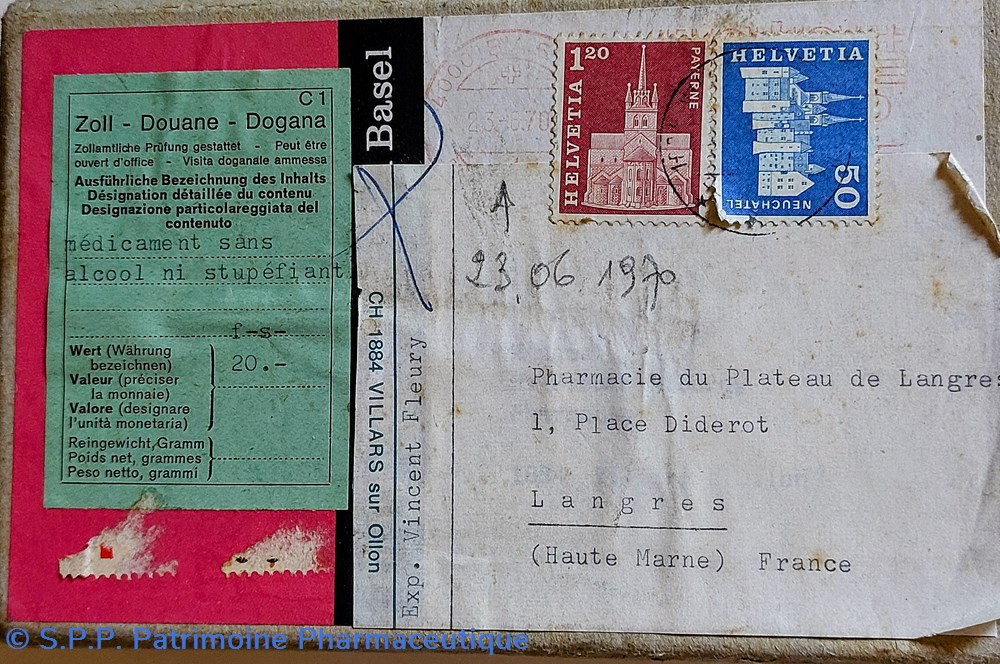 C1
Zoll - Douane - Dogana
Zollamtliche Prüfung gestattet - Peut être
ouvert d'office - Visita doganale ammessa
Ausführliche Bezeichnung des Inhalts
Désignation détaillée du contenu
Designazione particolareggiata del
contenuto
médicament sans
alcool ni stupéfiant
f-s-
20.-
Wert (Währung
bezeichnen)
Valeur (préciser
la monnaie)
Valore (designare
l'unità monetaria)
Reingewicht, Gramm
Poids net, grammes
Peso netto, grammi
Basel
CH 1884 VILLARS sur Ollon
Exp. Vincent Fleury
1 20
HELVETIA
PAYERNE
HELVETIA
NEUCHÂTEL
50
23.06 1970
Pharmacie du Plateau de Langres
1, Place Diderot
Langres
(Haute Marne) France
© S.P.P. Patrimoine Pharmaceutique